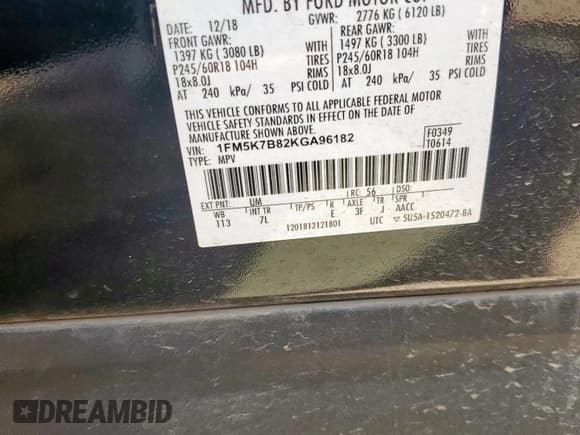 MFD. BY FORD MOTOR CO.
DATE: 12/18 GVWR: 2776 KG ( 6120 LB)
FRONT GAWR: REAR GAWR:
1397 KG ( 3080 LB) WITH 1497 KG ( 3300 LB) WITH
P245/60R18 104H TIRES P245/60R18 104H TIRES
18x8.0J RIMS 18x8.0J RIMS
AT 240 kPa/ 35 PSI COLD AT 240 kPa/ 35 PSI COLD
THIS VEHICLE CONFORMS TO ALL APPLICABLE FEDERAL MOTOR
VEHICLE SAFETY STANDARDS IN EFFECT ON THE DATE OF
MANUFACTURE SHOWN ABOVE.
VIN: 1FM5K7B82KGA96182 F0349
TYPE: MPV T0614
EXT PNT: UM RC: 56 DSO:
WB INT TR TP/PS R AXLE TR SPR
113 7L E 3F J AACC
1201812121801 UTC ▽ 5U5A-1520472-BA
DREAMBID